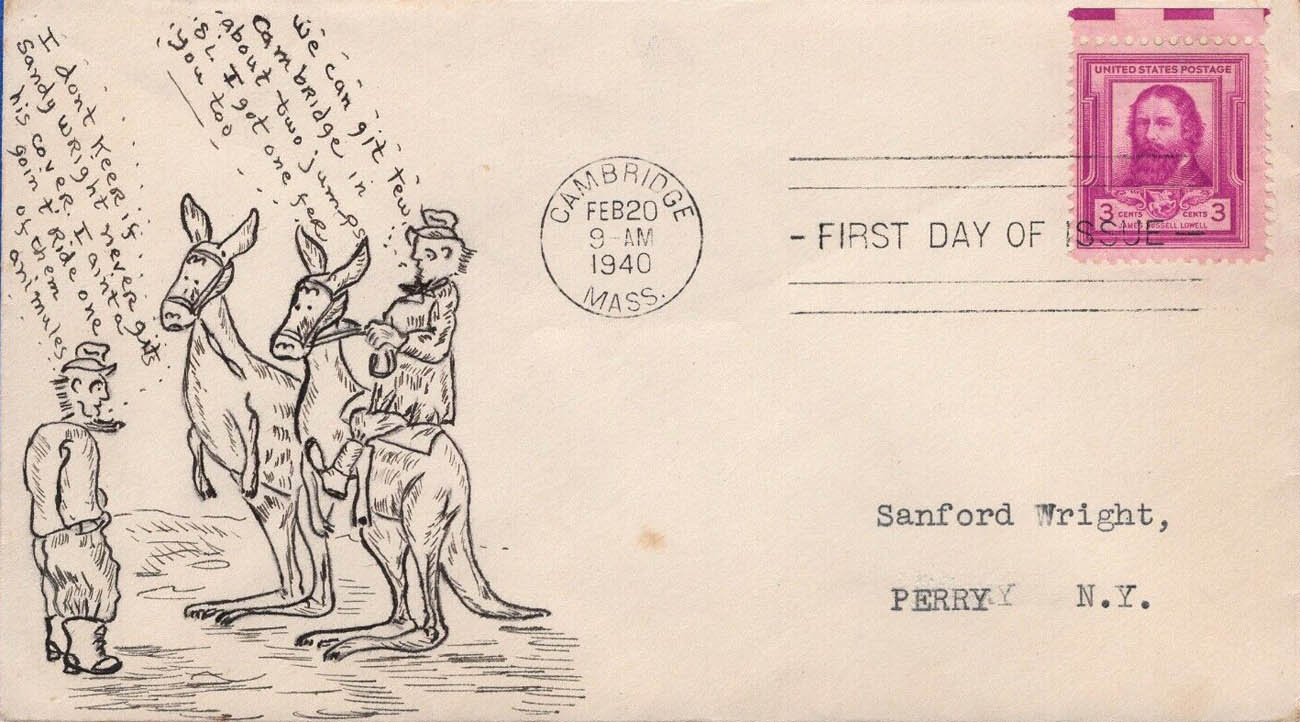 I dont Keer if
Sandy Wright never gits
his cover. I ainta
goin t Ride one
of them
animules
We can git tew
Cambridge in
about two jumps
Si. I got one fer
you too
CAMBRIDGE
FEB 20
9-AM
1940
MASS.
- FIRST DAY OF ISSUE -
UNITED STATES POSTAGE
3 CENTS CENTS 3
JAMES RUSSELL LOWELL
Sanford Wright,
PERRY N.Y.